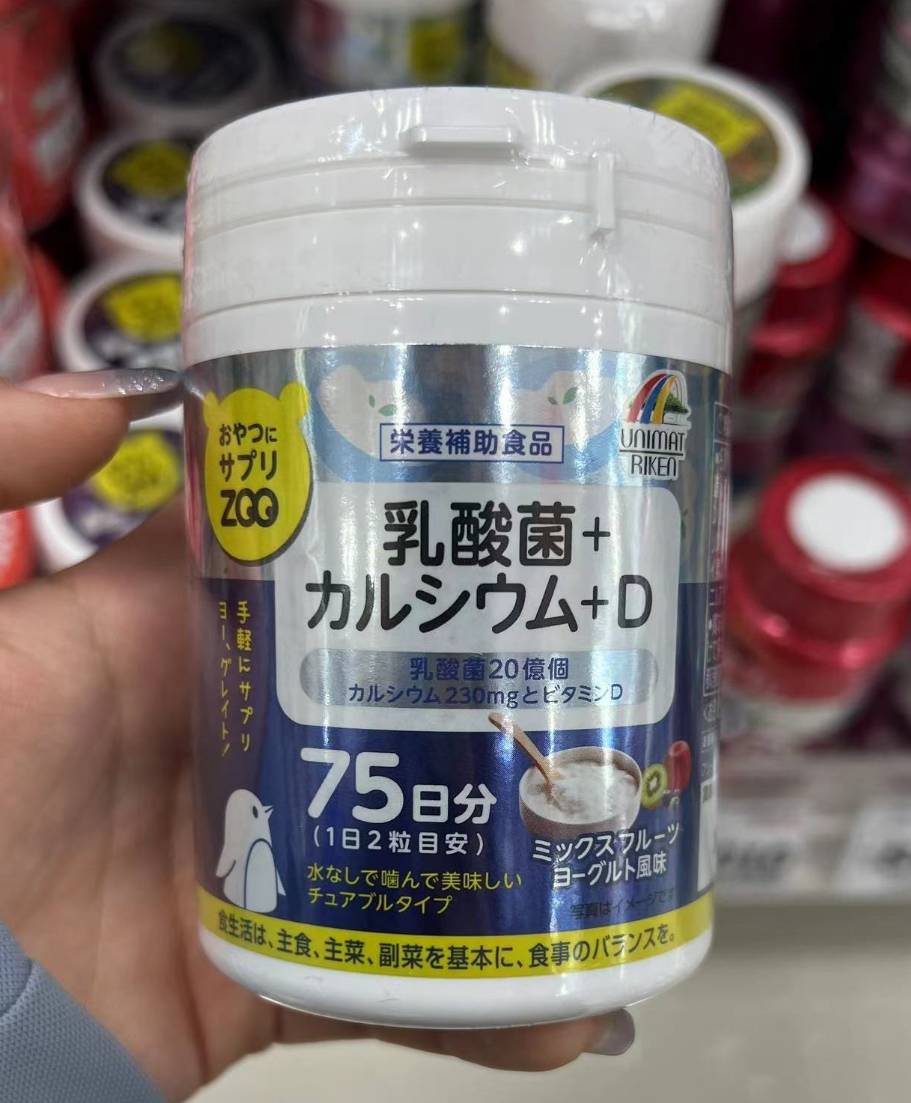 おやつに
サプリ
ZOO
栄養補助食品
UNIMAT
RIKEN
乳酸菌+
カルシウム+D
乳酸菌20億個
カルシウム230mgとビタミンD
手軽にサプリ
ヨー、グレイト!
75日分
(1日2粒目安)
水なしで噛んで美味しい
チュアブルタイプ
ミックスフルーツ
ヨーグルト風味
写真はイメージです
食生活は、主食、主菜、副菜を基本に、食事のバランスを。